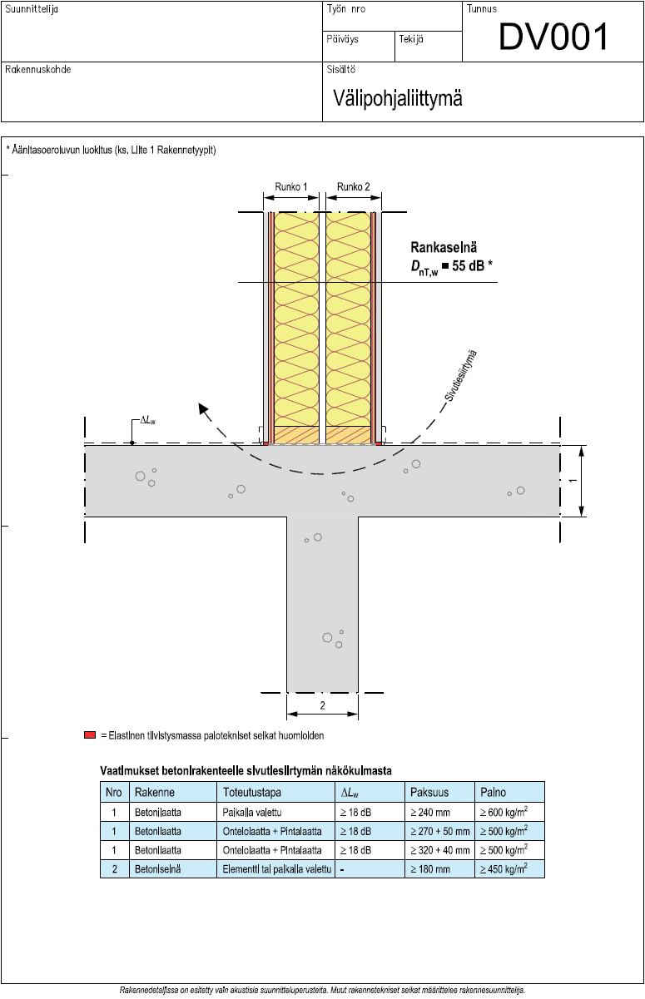 Suunnittelija
Työn nro
Tunnus
DV001
Päiväys
Tekijä
Rakennuskohde
Sisältö
Välipohjaliittymä
* Äänitasoeroluvun luokitus (ks. Liite 1 Rakennetyypit)
Runko 1
Runko 2
Rankaseinä
DnT,w = 55 dB *
Sivutiesiirtymä
ΔLw
1
2
= Elastinen tiivistysmassa palotekniset seikat huomioiden
Vaatimukset betonirakenteelle sivutiesiirtymän näkökulmasta
Nro Rakenne Toteutustapa ΔLw Paksuus Paino
1 Betonilaatta Paikalla valettu ≥ 18 dB ≥ 240 mm ≥ 600 kg/m²
1 Betonilaatta Ontelolaatta + Pintalaatta ≥ 18 dB ≥ 270 + 50 mm ≥ 500 kg/m²
1 Betonilaatta Ontelolaatta + Pintalaatta ≥ 18 dB ≥ 320 + 40 mm ≥ 500 kg/m²
2 Betoniseinä Elementti tai paikalla valettu - ≥ 180 mm ≥ 450 kg/m²
Rakennedetaljissa on esitetty vain akustisia suunnitteluperusteita. Muut rakennetekniset seikat määrittelee rakennesuunnittelija.